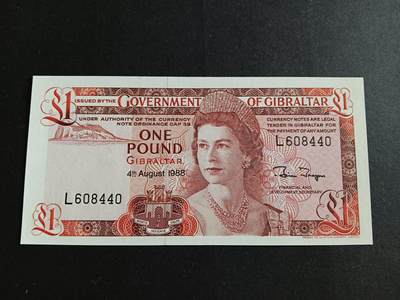 £1 ISSUED BY THE GOVERNMENT OF GIBRALTAR £1
UNDER AUTHORITY OF THE CURRENCY
NOTE ORDINANCE CAP 39
CURRENCY NOTES ARE LEGAL
TENDER IN GIBRALTAR FOR
THE PAYMENT OF ANY AMOUNT
ONE
POUND
GIBRALTAR
4th August 1988
L608440
L608440
FINANCIAL AND
DEVELOPMENT SECRETARY
£1 £1